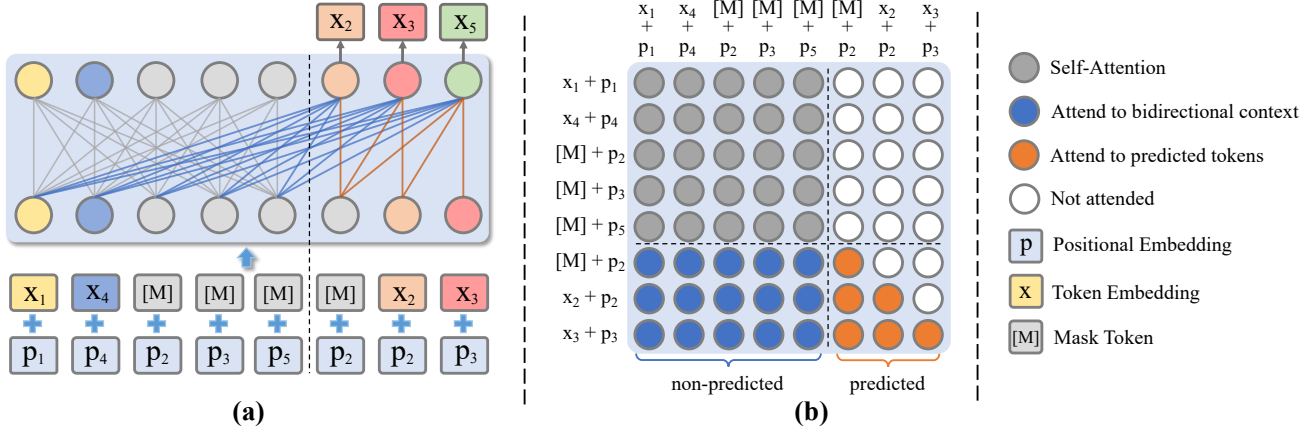 x₂ x₃ x₅
x₁ x₄ [M] [M] [M] [M] x₂ x₃
+ + + + + + + +
p₁ p₄ p₂ p₃ p₅ p₂ p₂ p₃
(a)
x₁ x₄ [M] [M] [M] [M] x₂ x₃
+ + + + + + + +
p₁ p₄ p₂ p₃ p₅ p₂ p₂ p₃
x₁ + p₁
x₄ + p₄
[M] + p₂
[M] + p₃
[M] + p₅
[M] + p₂
x₂ + p₂
x₃ + p₃
non-predicted predicted
(b)
Self-Attention
Attend to bidirectional context
Attend to predicted tokens
Not attended
p Positional Embedding
x Token Embedding
[M] Mask Token